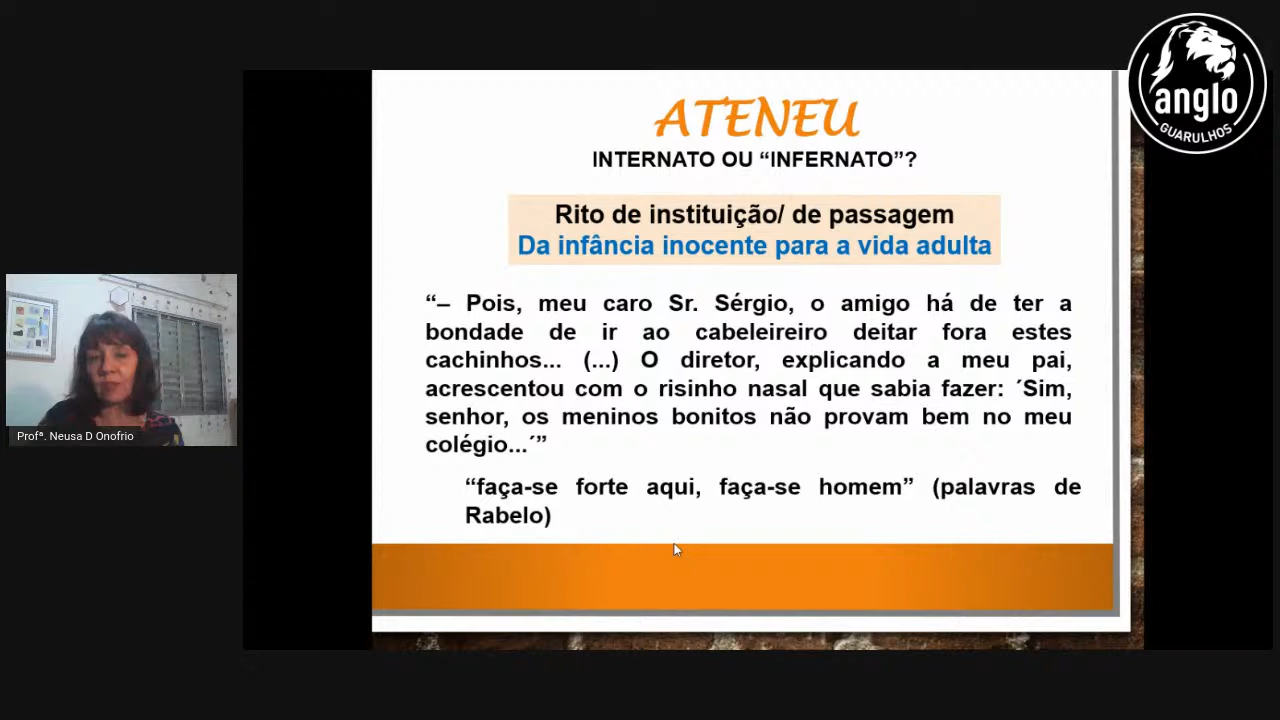 anglo
GUARULHOS
ATENEU
INTERNATO OU “INFERNATO”?
Rito de instituição/ de passagem
Da infância inocente para a vida adulta
“– Pois, meu caro Sr. Sérgio, o amigo há de ter a
bondade de ir ao cabeleireiro deitar fora estes
cachinhos... (...) O diretor, explicando a meu pai,
acrescentou com o risinho nasal que sabia fazer: ´Sim,
senhor, os meninos bonitos não provam bem no meu
colégio...´”
“faça-se forte aqui, faça-se homem” (palavras de
Rabelo)
Profª. Neusa D Onofrio